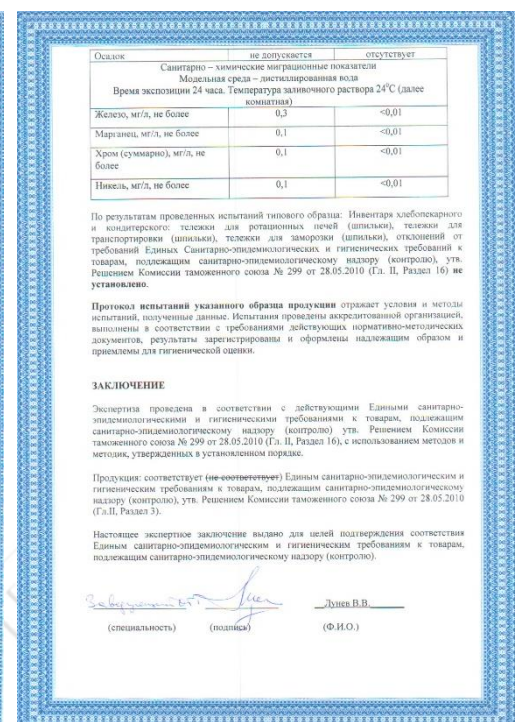 Осадок не допускается отсутствует
Санитарно – химические миграционные показатели
Модельная среда – дистиллированная вода
Время экспозиции 24 часа. Температура заливочного раствора 24⁰С (далее
комнатная)
Железо, мг/л, не более 0,3 <0,01
Марганец, мг/л, не более 0,1 <0,01
Хром (суммарно), мг/л, не 0,1 <0,01
более
Никель, мг/л, не более 0,1 <0,01
По результатам проведенных испытаний типового образца: Инвентаря хлебопекарного
и кондитерского: тележки для ротационных печей (шпильки), тележки для
транспортировки (шпильки), тележки для заморозки (шпильки), отклонений от
требований Единых Санитарно-эпидемиологических и гигиенических требований к
товарам, подлежащим санитарно-эпидемиологическому надзору (контролю), утв.
Решением Комиссии таможенного союза № 299 от 28.05.2010 (Гл. II, Раздел 16) не
установлено.
Протокол испытаний указанного образца продукции отражает условия и методы
испытаний, полученные данные. Испытания проведены аккредитованной организацией,
выполнены в соответствии с требованиями действующих нормативно-методических
документов, результаты зарегистрированы и оформлены надлежащим образом и
приемлемы для гигиенической оценки.
ЗАКЛЮЧЕНИЕ
Экспертиза проведена в соответствии с действующими Едиными санитарно-
эпидемиологическими и гигиеническими требованиями к товарам, подлежащим
санитарно-эпидемиологическому надзору (контролю) утв. Решением Комиссии
таможенного союза № 299 от 28.05.2010 (Гл. II, Раздел 16), с использованием методов и
методик, утвержденных в установленном порядке.
Продукция: соответствует (не соответствует) Единым санитарно-эпидемиологическим и
гигиеническим требованиям к товарам, подлежащим санитарно-эпидемиологическому
надзору (контролю), утв. Решением Комиссии таможенного союза № 299 от 28.05.2010
(Гл.II, Раздел 3).
Настоящее экспертное заключение выдано для целей подтверждения соответствия
Единым санитарно-эпидемиологическим и гигиеническим требованиям к товарам,
подлежащим санитарно-эпидемиологическому надзору (контролю).
Лунев В.В.
(специальность) (подпись) (Ф.И.О.)